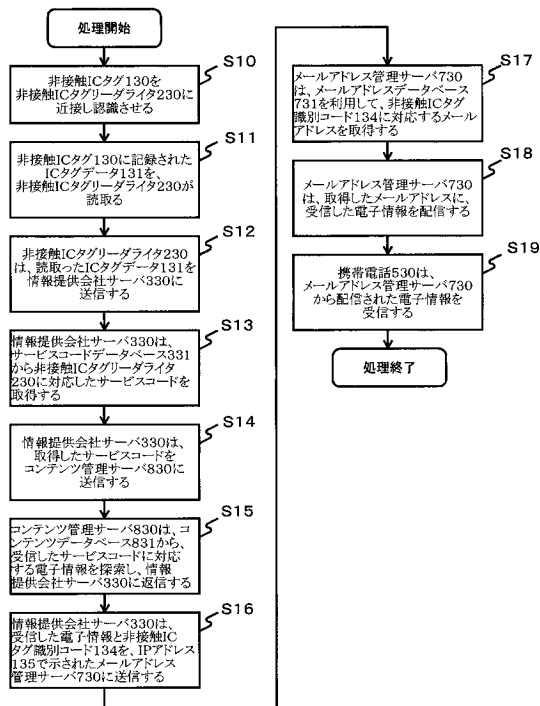 処理開始
S10
非接触ICタグ130を
非接触ICタグリーダライタ230に
近接し認識させる
S11
非接触ICタグ130に記録された
ICタグデータ131を、
非接触ICタグリーダライタ230が
読取る
S12
非接触ICタグリーダライタ230
は、読取ったICタグデータ131を
情報提供会社サーバ330に
送信する
S13
情報提供会社サーバ330は、
サービスコードデータベース331
から非接触ICタグリーダライタ
230に対応したサービスコードを
取得する
S14
情報提供会社サーバ330は、
取得したサービスコードを
コンテンツ管理サーバ830に
送信する
S15
コンテンツ管理サーバ830は、コ
ンテンツデータベース831から、
受信したサービスコードに対応
する電子情報を探索し、情報
提供会社サーバ330に返信する
S16
情報提供会社サーバ330は、
受信した電子情報と非接触IC
タグ識別コード134を、IPアドレス
135で示されたメールアドレス
管理サーバ730に送信する
S17
メールアドレス管理サーバ730
は、メールアドレスデータベース
731を利用して、非接触ICタグ
識別コード134に対応するメール
アドレスを取得する
S18
メールアドレス管理サーバ730
は、取得したメールアドレスに、
受信した電子情報を配信する
S19
携帯電話530は、
メールアドレス管理サーバ730
から配信された電子情報を
受信する
処理終了